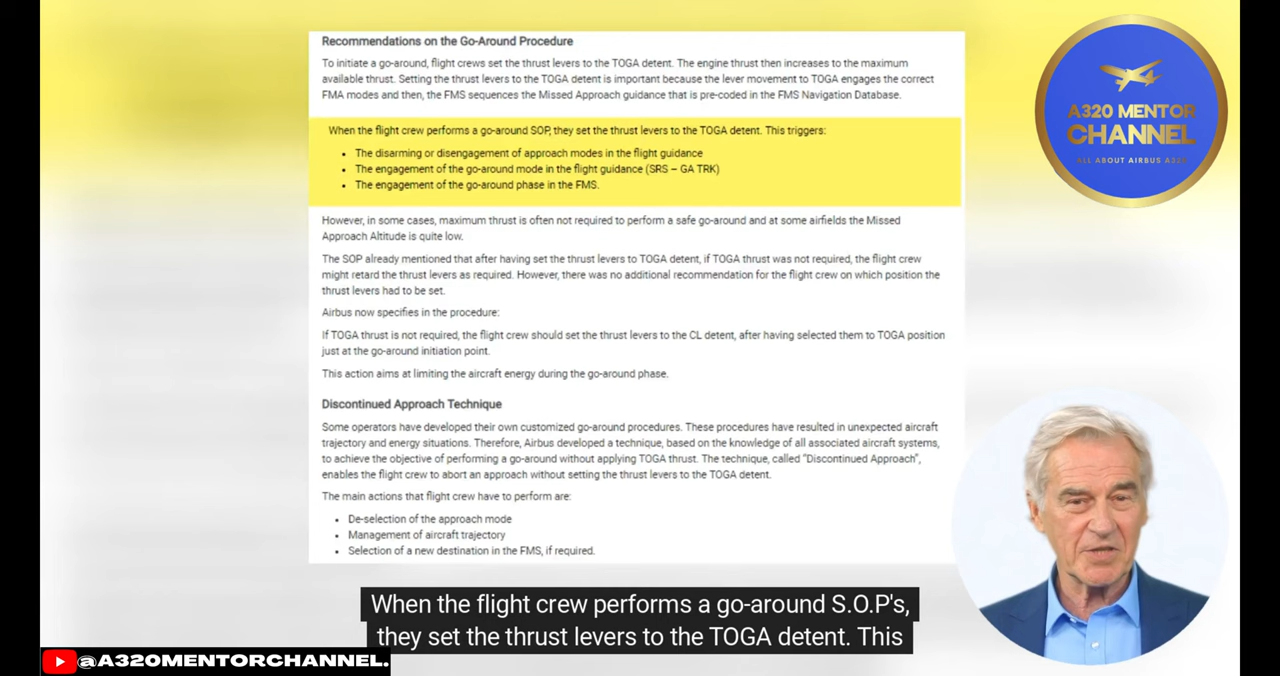 Recommendations on the Go-Around Procedure
To initiate a go-around, flight crews set the thrust levers to the TOGA detent. The engine thrust then increases to the maximum
available thrust. Setting the thrust levers to the TOGA detent is important because the lever movement to TOGA engages the correct
FMA modes and then, the FMS sequences the Missed Approach guidance that is pre-coded in the FMS Navigation Database.
When the flight crew performs a go-around SOP, they set the thrust levers to the TOGA detent. This triggers:
• The disarming or disengagement of approach modes in the flight guidance
• The engagement of the go-around mode in the flight guidance (SRS – GA TRK)
• The engagement of the go-around phase in the FMS.
However, in some cases, maximum thrust is often not required to perform a safe go-around and at some airfields the Missed
Approach Altitude is quite low.
The SOP already mentioned that after having set the thrust levers to TOGA detent, if TOGA thrust was not required, the flight crew
might retard the thrust levers as required. However, there was no additional recommendation for the flight crew on which position the
thrust levers had to be set.
Airbus now specifies in the procedure:
If TOGA thrust is not required, the flight crew should set the thrust levers to the CL detent, after having selected them to TOGA position
just at the go-around initiation point.
This action aims at limiting the aircraft energy during the go-around phase.
Discontinued Approach Technique
Some operators have developed their own customized go-around procedures. These procedures have resulted in unexpected aircraft
trajectory and energy situations. Therefore, Airbus developed a technique, based on the knowledge of all associated aircraft systems,
to achieve the objective of performing a go-around without applying TOGA thrust. The technique, called “Discontinued Approach”,
enables the flight crew to abort an approach without setting the thrust levers to the TOGA detent.
The main actions that flight crew have to perform are:
• De-selection of the approach mode
• Management of aircraft trajectory
• Selection of a new destination in the FMS, if required.
A320 MENTOR
CHANNEL
ALL ABOUT AIRBUS A320
When the flight crew performs a go-around S.O.P's,
they set the thrust levers to the TOGA detent. This
@A320MENTORCHANNEL.